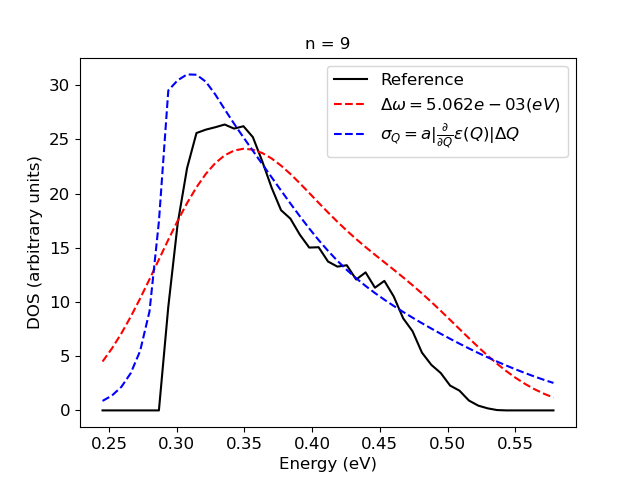 n = 9
Reference
Δω = 5.062e − 03(eV)
σ_Q = a|∂/∂Q ε(Q)|ΔQ
DOS (arbitrary units)
30
25
20
15
10
5
0
0.25 0.30 0.35 0.40 0.45 0.50 0.55
Energy (eV)